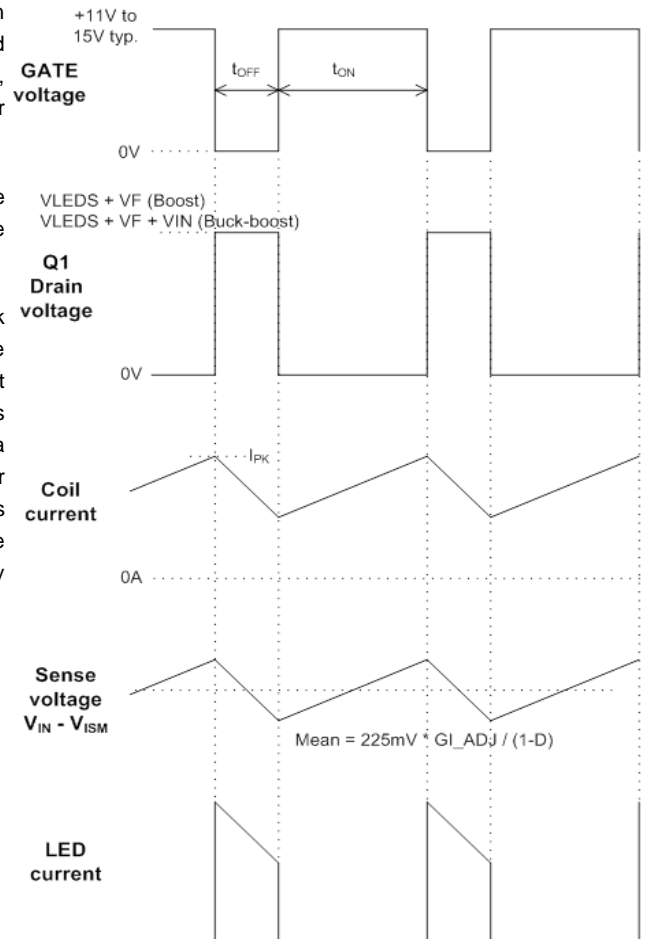 +11V to
15V typ.
GATE
voltage
tOFF
tON
0V
VLEDS + VF (Boost)
VLEDS + VF + VIN (Buck-boost)
Q1
Drain
voltage
0V
IPK
Coil
current
0A
Sense
voltage
VIN - VISM
Mean = 225mV * GI_ADJ / (1-D)
LED
current